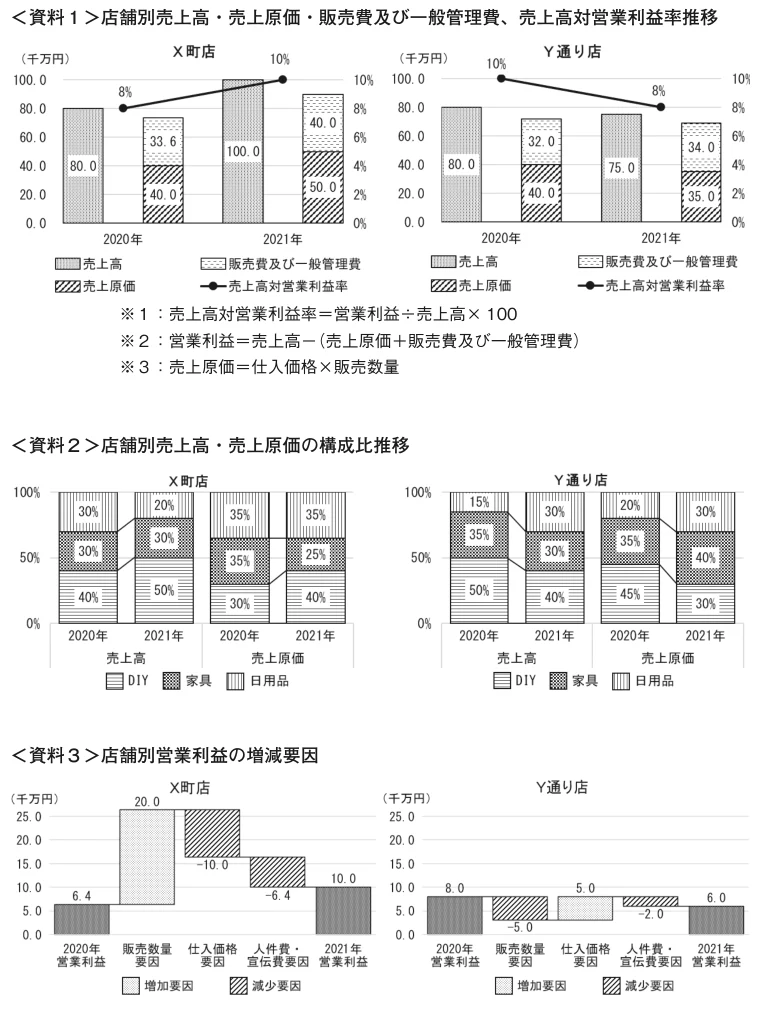 ＜資料１＞店舗別売上高・売上原価・販売費及び一般管理費、売上高対営業利益率推移
X町店
（千万円）
100.0
80.0
60.0
40.0
20.0
0.0
10%
8%
6%
4%
2%
0%
8%
10%
80.0
33.6
40.0
100.0
40.0
50.0
2020年
2021年
売上高
販売費及び一般管理費
売上原価
売上高対営業利益率
Y通り店
（千万円）
100.0
80.0
60.0
40.0
20.0
0.0
10%
8%
6%
4%
2%
0%
10%
8%
80.0
32.0
40.0
75.0
34.0
35.0
2020年
2021年
売上高
販売費及び一般管理費
売上原価
売上高対営業利益率
※１：売上高対営業利益率＝営業利益÷売上高×100
※２：営業利益＝売上高－（売上原価＋販売費及び一般管理費）
※３：売上原価＝仕入価格×販売数量
＜資料２＞店舗別売上高・売上原価の構成比推移
X町店
100%
50%
0%
30%
20%
35%
35%
30%
30%
35%
25%
40%
50%
30%
40%
2020年
2021年
2020年
2021年
売上高
売上原価
DIY
家具
日用品
Y通り店
100%
50%
0%
15%
30%
20%
30%
35%
30%
35%
40%
50%
40%
45%
30%
2020年
2021年
2020年
2021年
売上高
売上原価
DIY
家具
日用品
＜資料３＞店舗別営業利益の増減要因
X町店
（千万円）
25.0
20.0
15.0
10.0
5.0
0.0
6.4
20.0
-10.0
-6.4
10.0
2020年
営業利益
販売数量
要因
仕入価格
要因
人件費・
宣伝費要因
2021年
営業利益
増加要因
減少要因
Y通り店
（千万円）
25.0
20.0
15.0
10.0
5.0
0.0
8.0
-5.0
5.0
-2.0
6.0
2020年
営業利益
販売数量
要因
仕入価格
要因
人件費・
宣伝費要因
2021年
営業利益
増加要因
減少要因